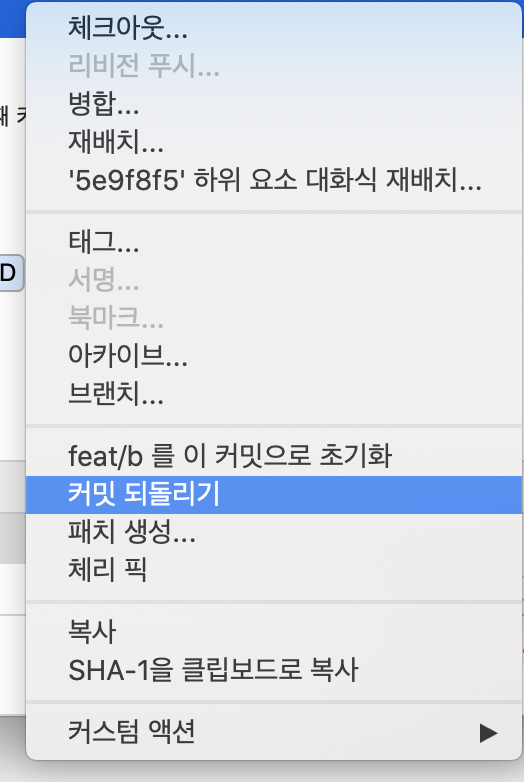 체크아웃...
리비전 푸시...
병합...
재배치...
'5e9f8f5' 하위 요소 대화식 재배치...
태그...
서명...
D
북마크...
아카이브...
브랜치...
feat/b 를 이 커밋으로 초기화
커밋 되돌리기
패치 생성...
체리 픽
복사
SHA-1을 클립보드로 복사
커스텀 액션